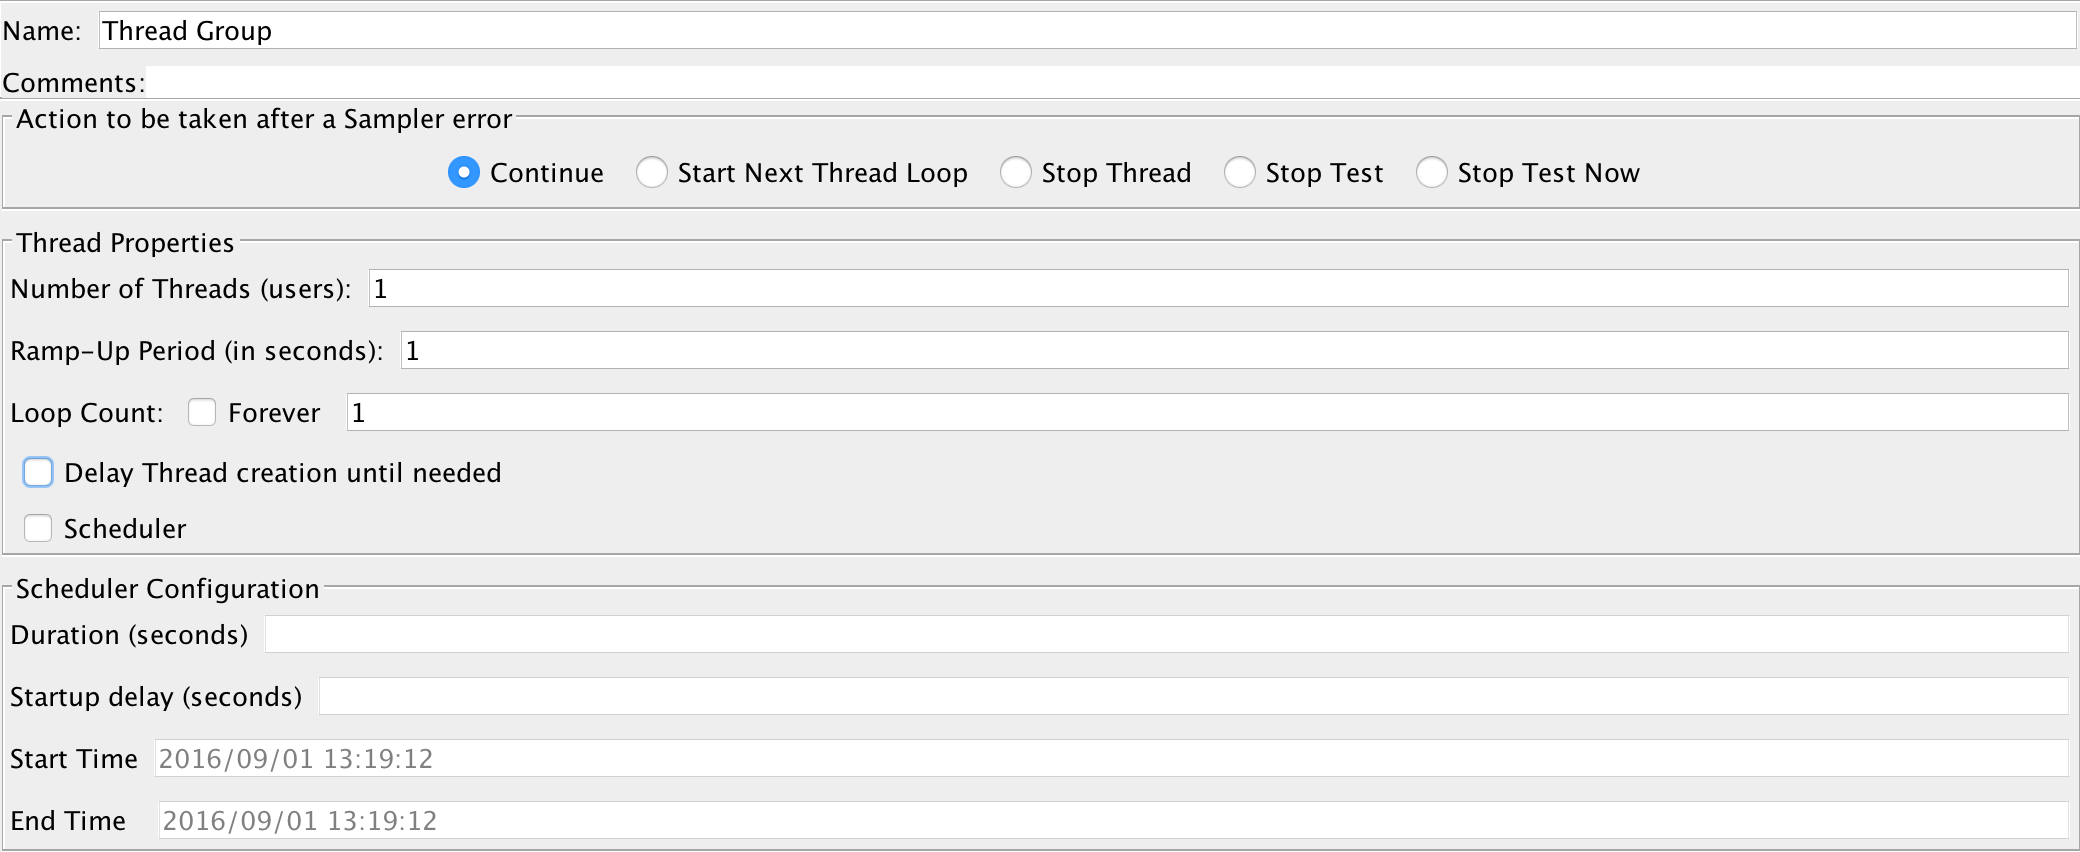 Name: Thread Group
Comments:
Action to be taken after a Sampler error
Continue Start Next Thread Loop Stop Thread Stop Test Stop Test Now
Thread Properties
Number of Threads (users): 1
Ramp-Up Period (in seconds): 1
Loop Count: Forever 1
Delay Thread creation until needed
Scheduler
Scheduler Configuration
Duration (seconds)
Startup delay (seconds)
Start Time 2016/09/01 13:19:12
End Time 2016/09/01 13:19:12